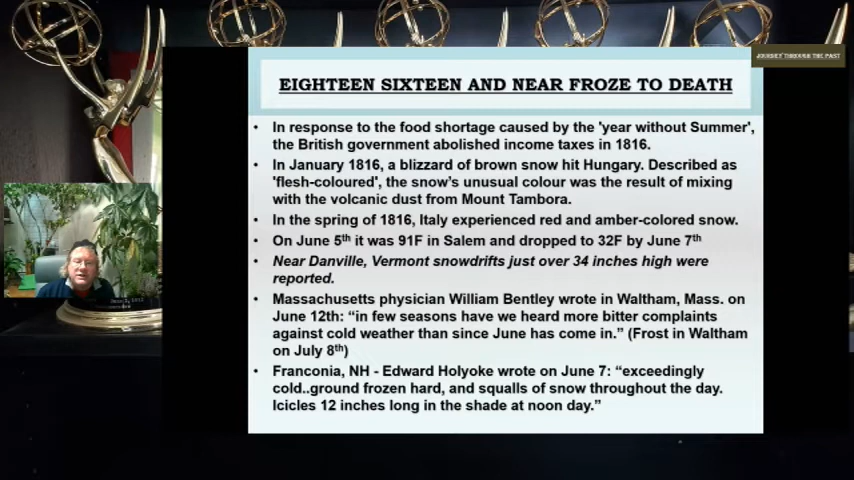 JOURNEY THROUGH THE PAST
EIGHTEEN SIXTEEN AND NEAR FROZE TO DEATH
• In response to the food shortage caused by the 'year without Summer',
the British government abolished income taxes in 1816.
• In January 1816, a blizzard of brown snow hit Hungary. Described as
'flesh-coloured', the snow's unusual colour was the result of mixing
with the volcanic dust from Mount Tambora.
• In the spring of 1816, Italy experienced red and amber-colored snow.
• On June 5th it was 91F in Salem and dropped to 32F by June 7th
• Near Danville, Vermont snowdrifts just over 34 inches high were
reported.
• Massachusetts physician William Bentley wrote in Waltham, Mass. on
June 12th: “in few seasons have we heard more bitter complaints
against cold weather than since June has come in.” (Frost in Waltham
on July 8th)
• Franconia, NH - Edward Holyoke wrote on June 7: “exceedingly
cold..ground frozen hard, and squalls of snow throughout the day.
Icicles 12 inches long in the shade at noon day.”